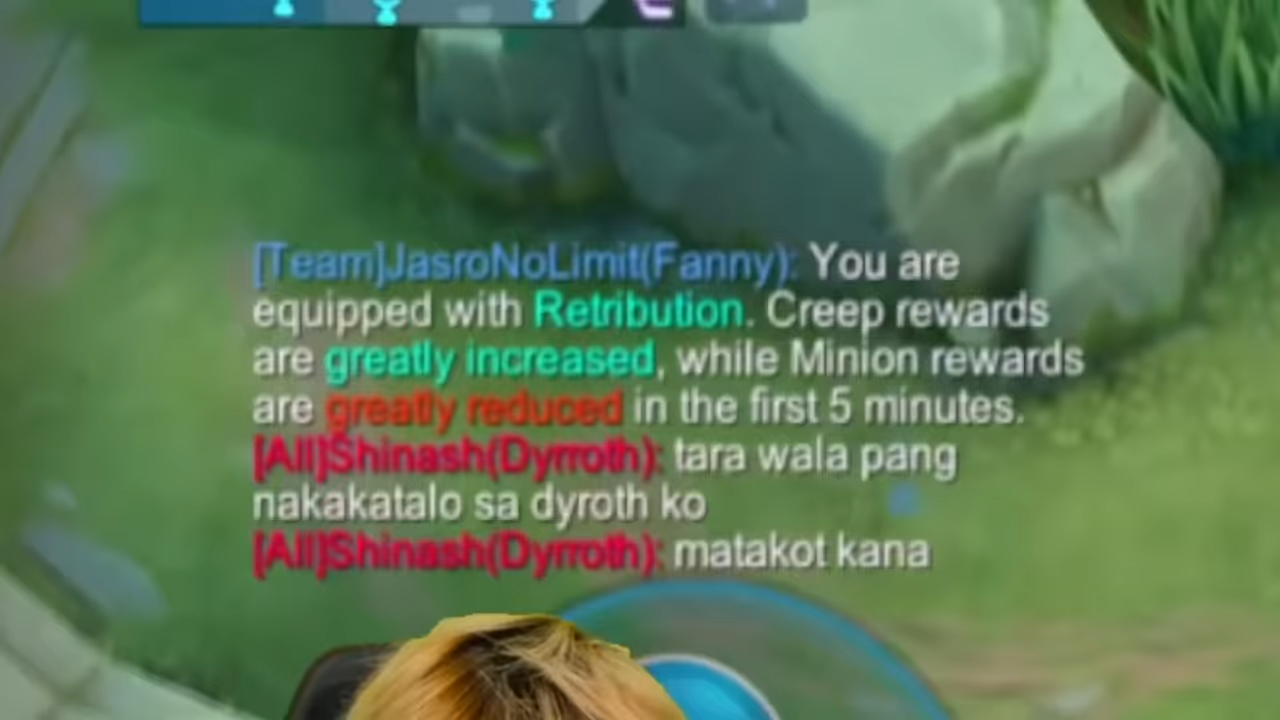 [Team]JasroNoLimit(Fanny): You are
equipped with Retribution. Creep rewards
are greatly increased, while Minion rewards
are greatly reduced in the first 5 minutes.
[All]Shinash(Dyrroth): tara wala pang
nakakatalo sa dyroth ko
[All]Shinash(Dyrroth): matakot kana